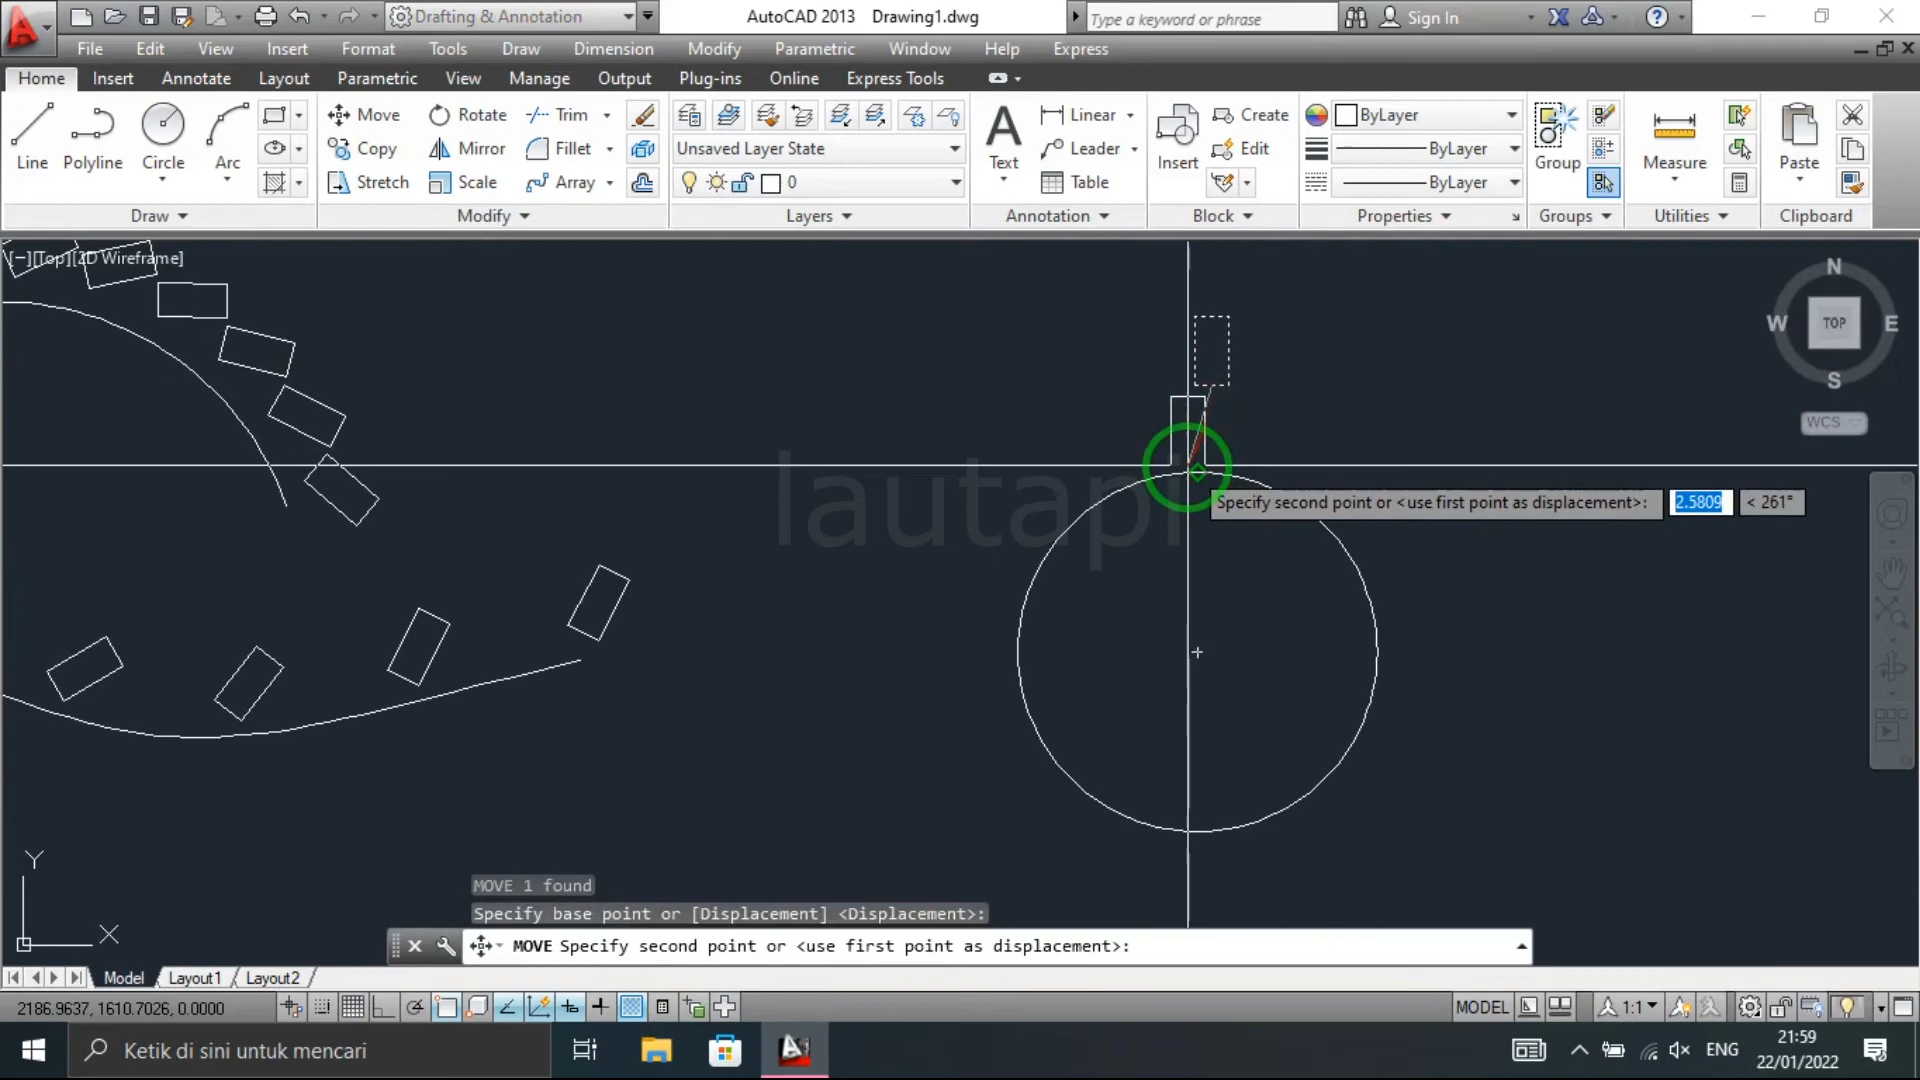 Drafting & Annotation
AutoCAD 2013 Drawing1.dwg
Type a keyword or phrase
Sign In
File Edit View Insert Format Tools Draw Dimension Modify Parametric Window Help Express
Home Insert Annotate Layout Parametric View Manage Output Plug-ins Online Express Tools
Line
Polyline
Circle
Arc
Move
Rotate
Trim
Copy
Mirror
Fillet
Stretch
Scale
Array
Unsaved Layer State
0
Text
Linear
Leader
Table
Insert
Create
Edit
ByLayer
ByLayer
ByLayer
Group
Measure
Paste
Draw Modify Layers Annotation Block Properties Groups Utilities Clipboard
[−][Top][2D Wireframe]
N
W TOP E
S
WCS
lautapi
Specify second point or <use first point as displacement>: 2.5809 < 261°
Y
X
MOVE 1 found
Specify base point or [Displacement] <Displacement>:
MOVE Specify second point or <use first point as displacement>:
Model Layout1 Layout2
2186.9637, 1610.7026, 0.0000
MODEL
1:1
Ketik di sini untuk mencari
ENG
21:59
22/01/2022